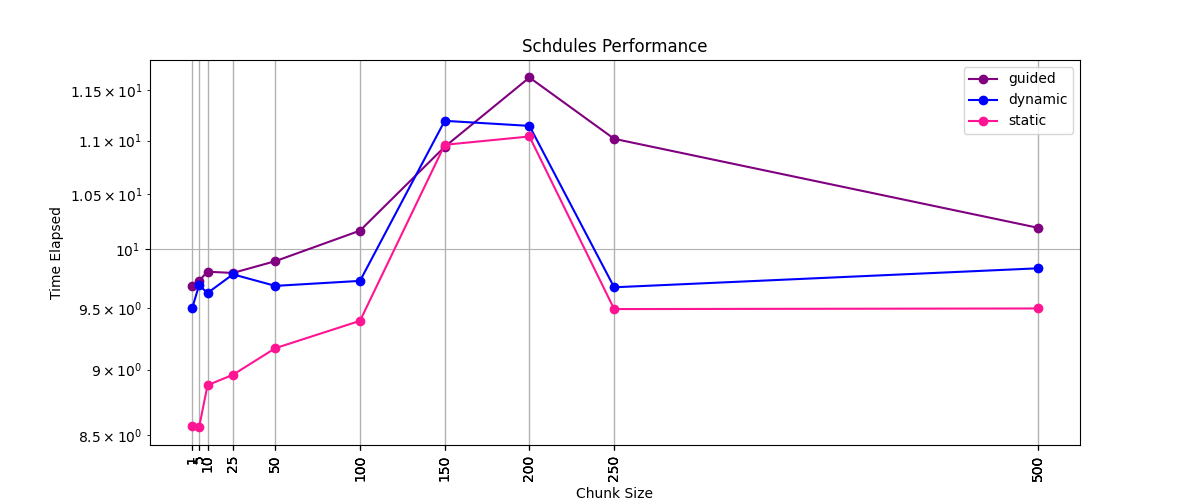 Schdules Performance
guided
dynamic
static
Time Elapsed
1.15 × 10¹
1.1 × 10¹
1.05 × 10¹
10¹
9.5 × 10⁰
9 × 10⁰
8.5 × 10⁰
1 5 10 25 50 100 150 200 250 500
Chunk Size